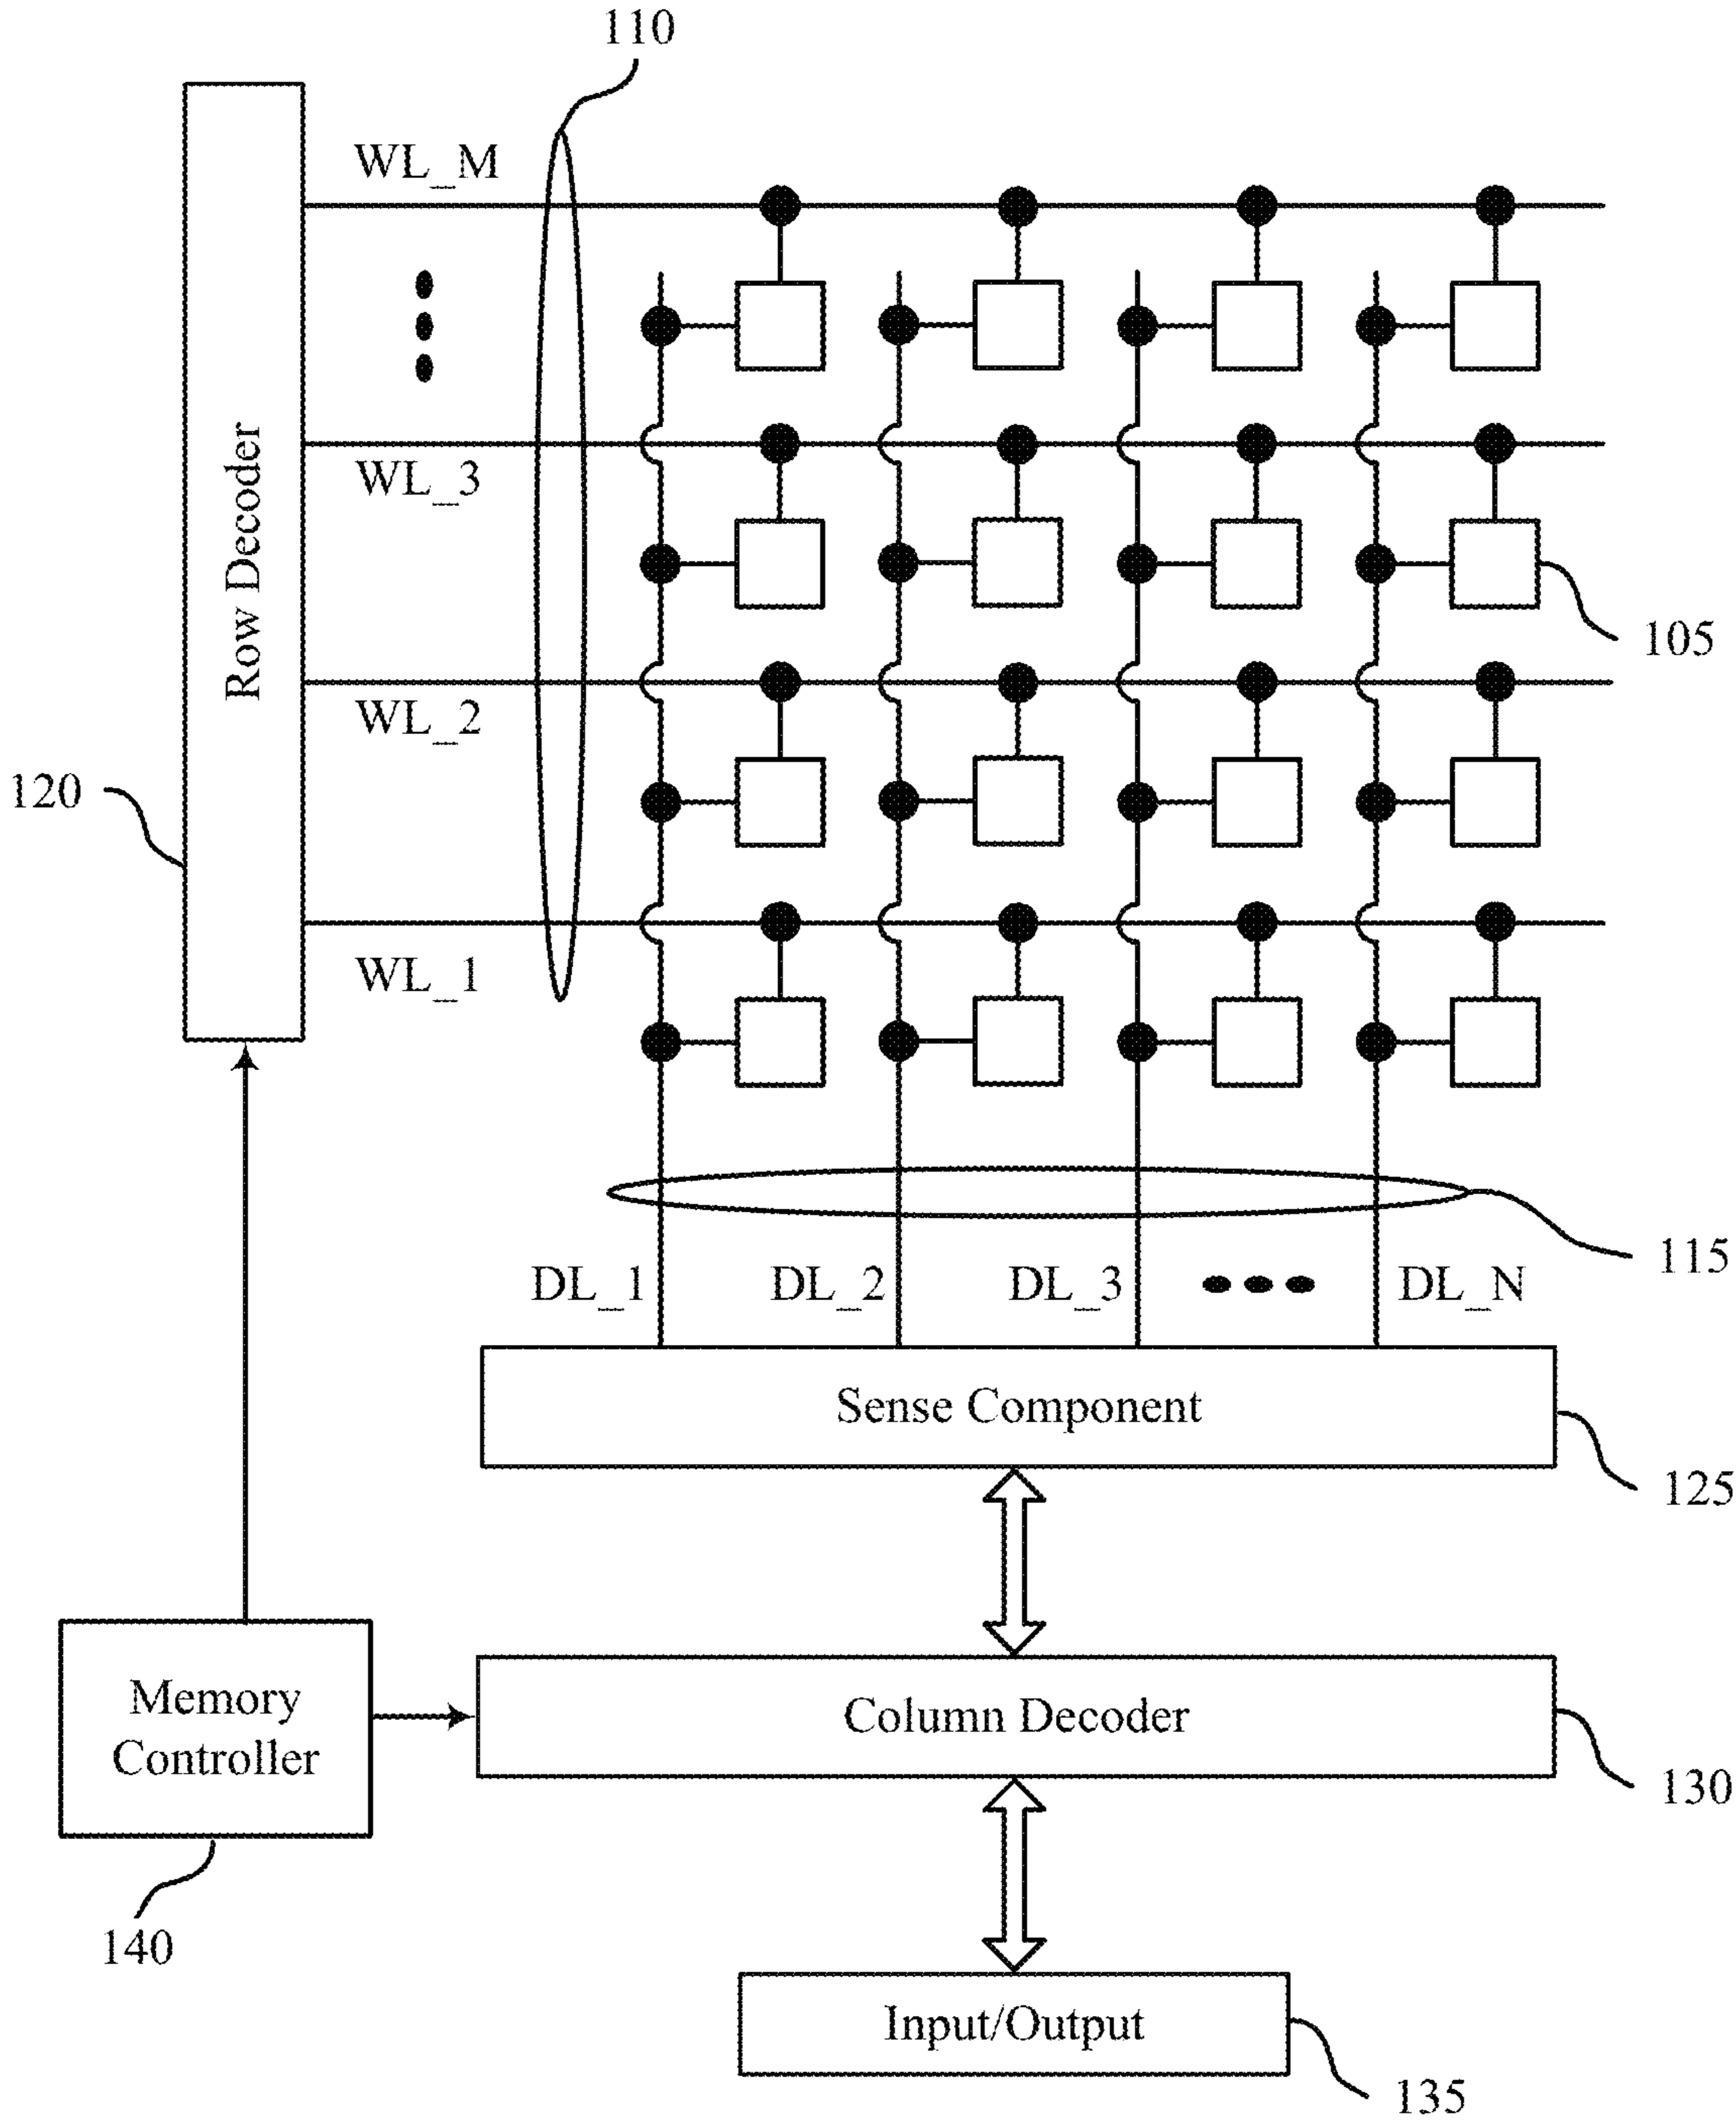 110
WL_M
WL_3
Row Decoder
105
WL_2
120
WL_1
115
DL_1
DL_2
DL_3
DL_N
Sense Component
125
Memory
Controller
Column Decoder
130
140
Input/Output
135